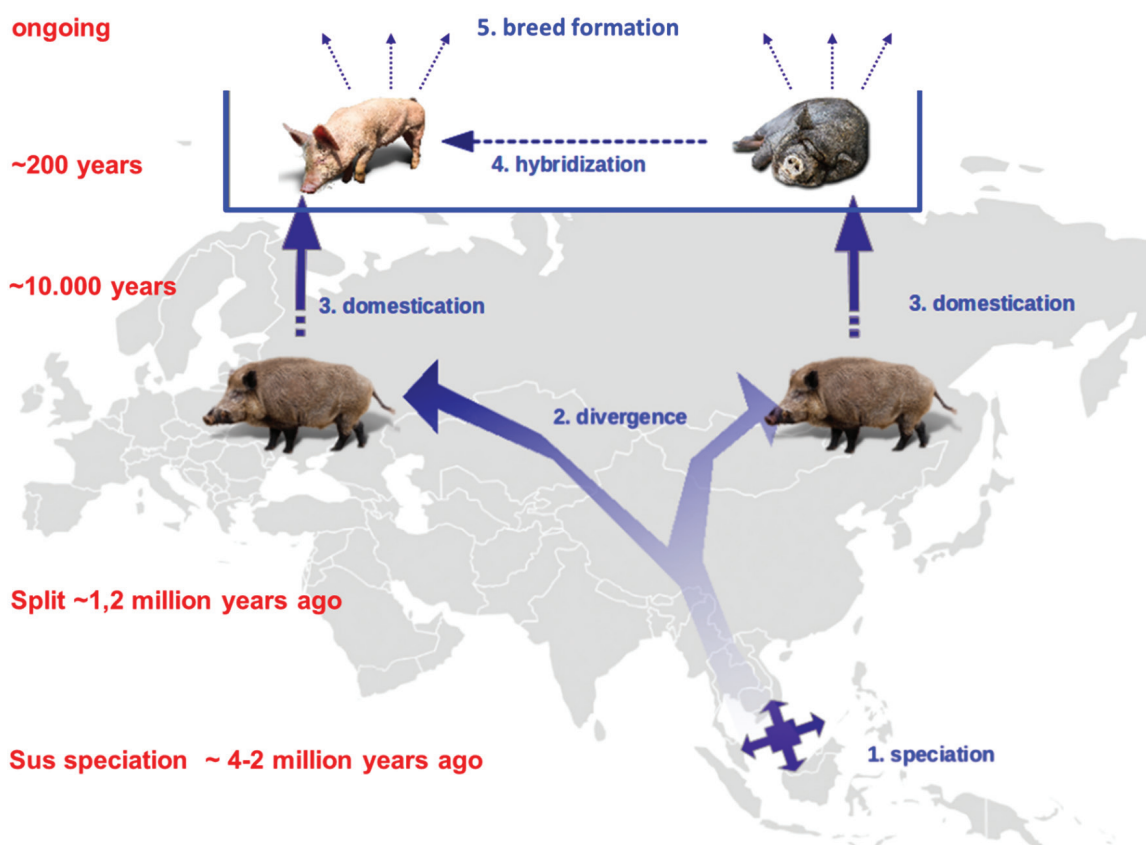 ongoing
5. breed formation
~200 years
4. hybridization
~10.000 years
3. domestication
3. domestication
2. divergence
Split ~1,2 million years ago
Sus speciation ~ 4-2 million years ago
1. speciation